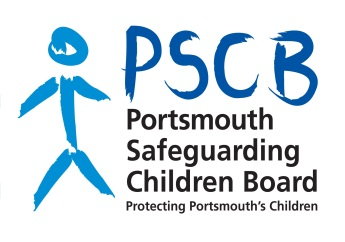 PSCB
Portsmouth
Safeguarding
Children Board
Protecting Portsmouth's Children